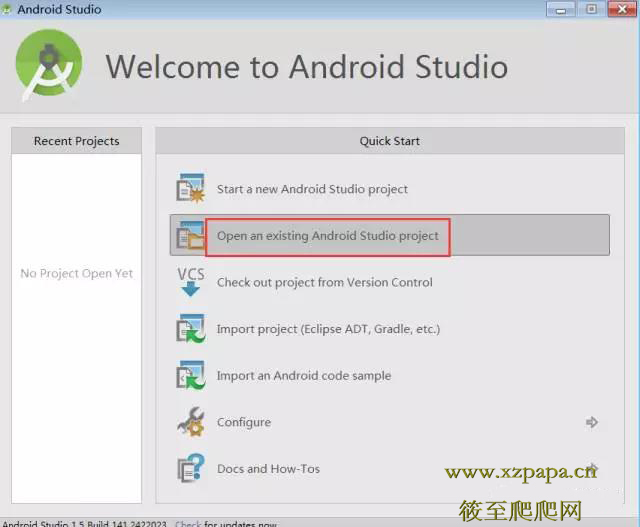 Android Studio
Welcome to Android Studio
Recent Projects
No Project Open Yet
Quick Start
Start a new Android Studio project
Open an existing Android Studio project
VCS
Check out project from Version Control
Import project (Eclipse ADT, Gradle, etc.)
Import an Android code sample
Configure
Docs and How-Tos
www.xzpapa.cn
筱至爬爬网
Android Studio 1.5 Build 141.2422023. Check for updates now.